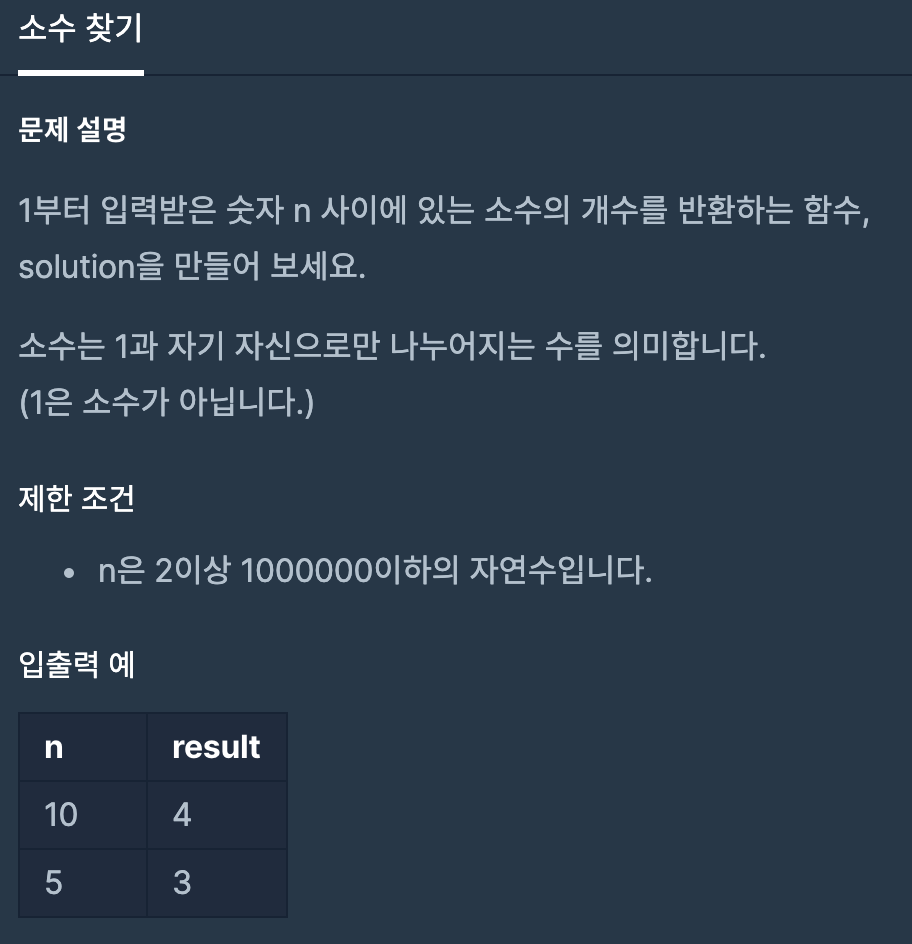 소수 찾기
문제 설명
1부터 입력받은 숫자 n 사이에 있는 소수의 개수를 반환하는 함수,
solution을 만들어 보세요.
소수는 1과 자기 자신으로만 나누어지는 수를 의미합니다.
(1은 소수가 아닙니다.)
제한 조건
• n은 2이상 1000000이하의 자연수입니다.
입출력 예
n result
10 4
5 3